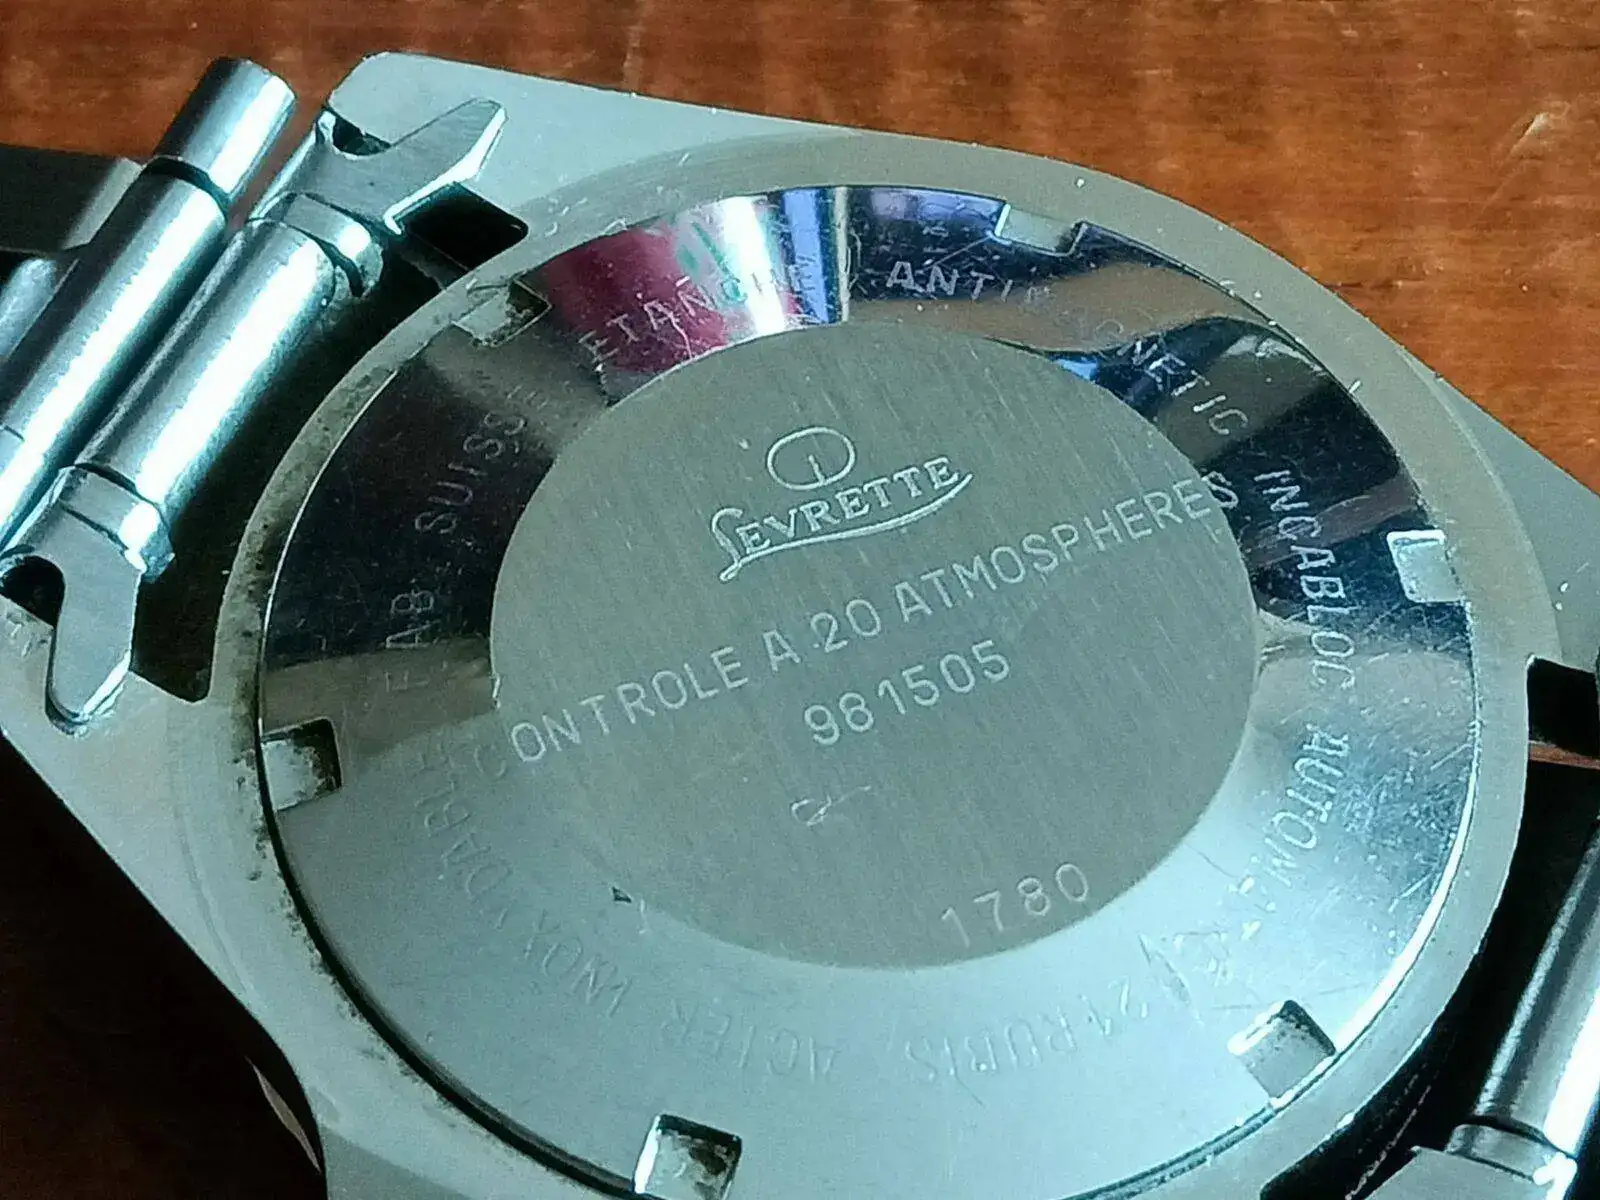 LEVRETTE
CONTROLE A 20 ATMOSPHERES
981505
1780
FAB. SUISSE ETANCHE ANTIMAGNETIC INCABLOC AUTOMATIC 21 RUBIS ACIER INOXYDABLE